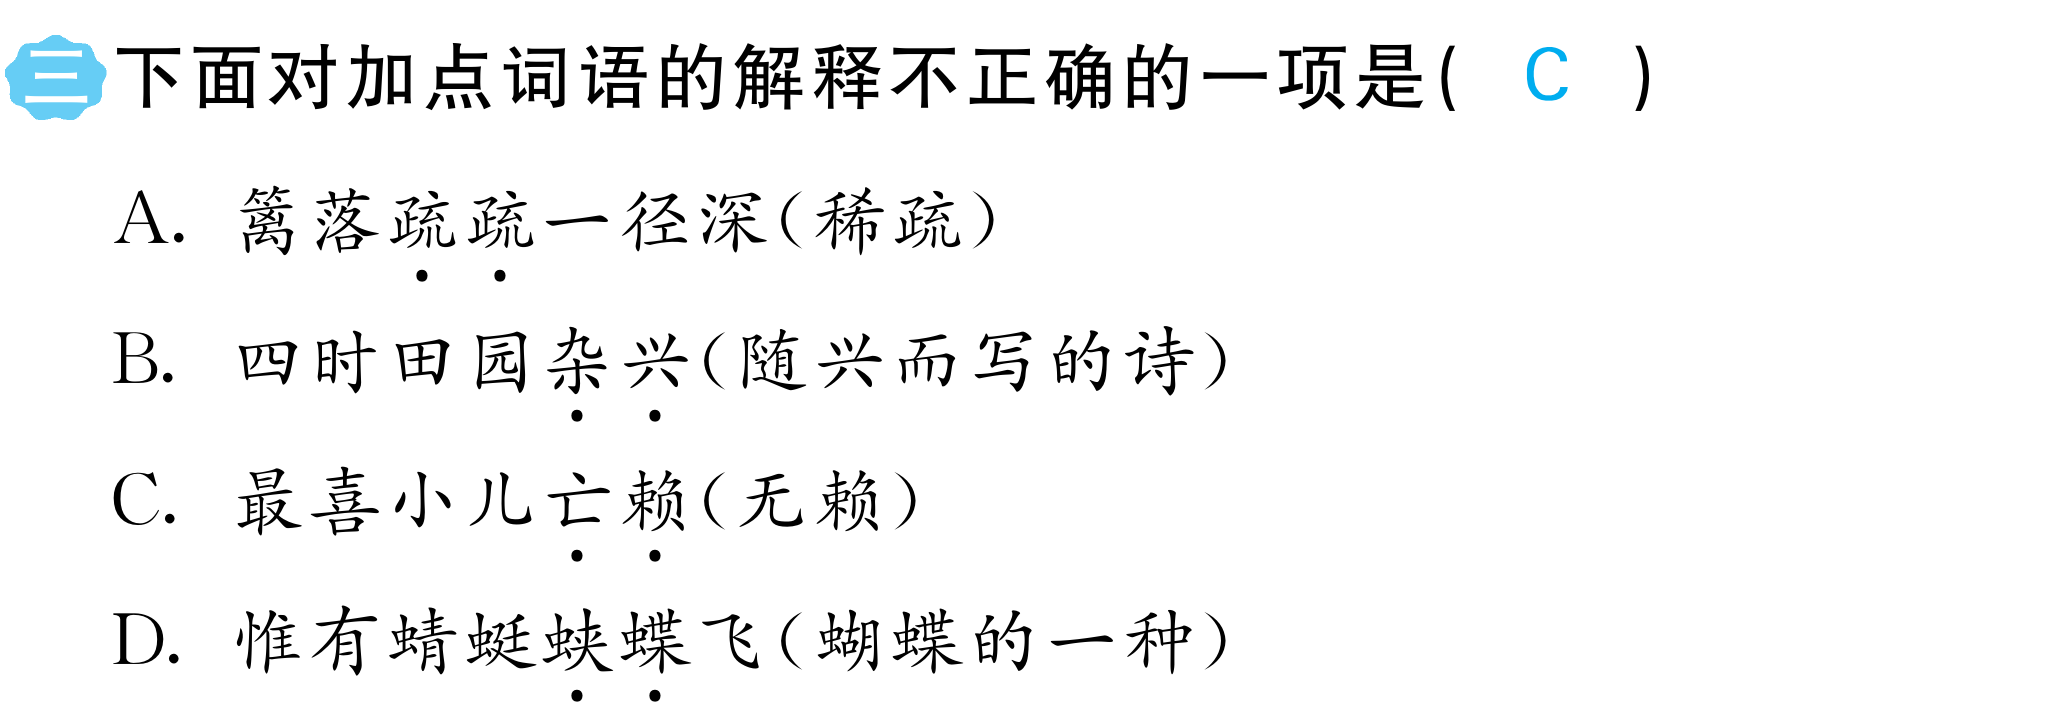 三 下面对加点词语的解释不正确的一项是( C )
A. 篱落疏疏一径深(稀疏)
B. 四时田园杂兴(随兴而写的诗)
C. 最喜小儿亡赖(无赖)
D. 惟有蜻蜓蛱蝶飞(蝴蝶的一种)